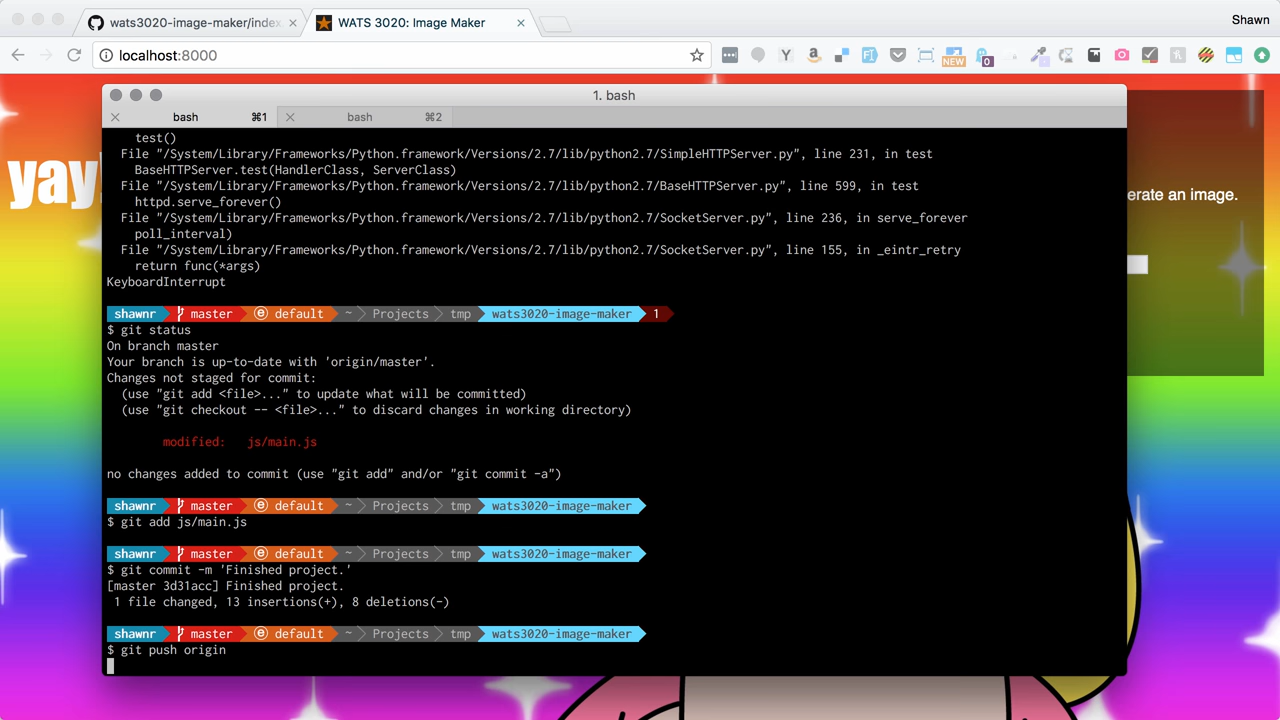 wats3020-image-maker/index
WATS 3020: Image Maker
Shawn
localhost:8000
NEW
0
1. bash
bash ⌘1
bash ⌘2
yay!
erate an image.
test()
File "/System/Library/Frameworks/Python.framework/Versions/2.7/lib/python2.7/SimpleHTTPServer.py", line 231, in test
BaseHTTPServer.test(HandlerClass, ServerClass)
File "/System/Library/Frameworks/Python.framework/Versions/2.7/lib/python2.7/BaseHTTPServer.py", line 599, in test
httpd.serve_forever()
File "/System/Library/Frameworks/Python.framework/Versions/2.7/lib/python2.7/SocketServer.py", line 236, in serve_forever
poll_interval)
File "/System/Library/Frameworks/Python.framework/Versions/2.7/lib/python2.7/SocketServer.py", line 155, in _eintr_retry
return func(*args)
KeyboardInterrupt
shawnr master ⓔ default ~ Projects tmp wats3020-image-maker 1
$ git status
On branch master
Your branch is up-to-date with 'origin/master'.
Changes not staged for commit:
(use "git add <file>..." to update what will be committed)
(use "git checkout -- <file>..." to discard changes in working directory)
modified: js/main.js
no changes added to commit (use "git add" and/or "git commit -a")
shawnr master ⓔ default ~ Projects tmp wats3020-image-maker
$ git add js/main.js
shawnr master ⓔ default ~ Projects tmp wats3020-image-maker
$ git commit -m 'Finished project.'
[master 3d31acc] Finished project.
1 file changed, 13 insertions(+), 8 deletions(-)
shawnr master ⓔ default ~ Projects tmp wats3020-image-maker
$ git push origin